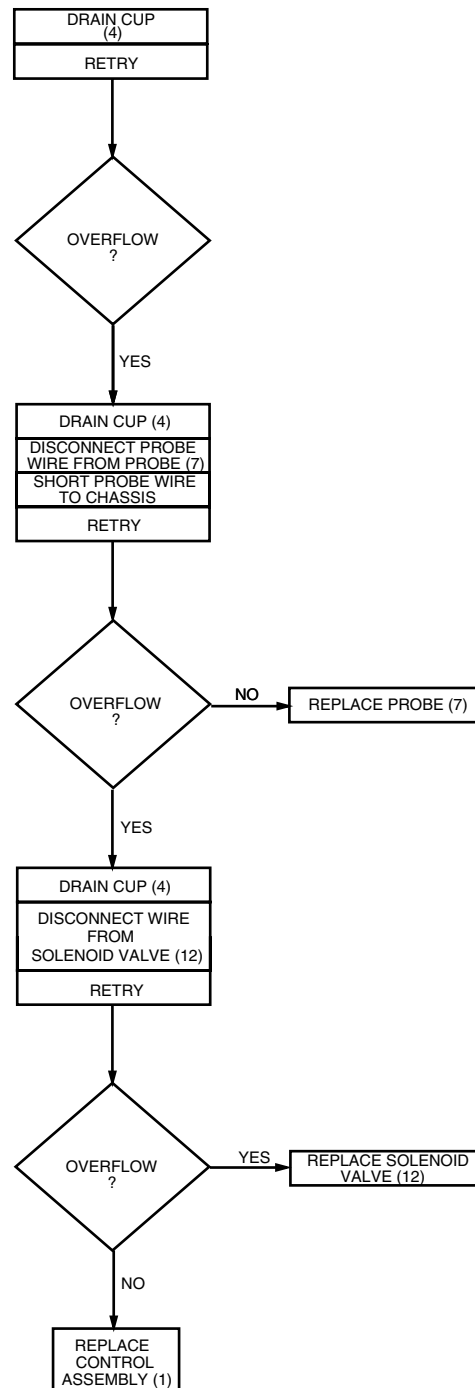 DRAIN CUP
(4)
RETRY
OVERFLOW
?
YES
DRAIN CUP (4)
DISCONNECT PROBE
WIRE FROM PROBE (7)
SHORT PROBE WIRE
TO CHASSIS
RETRY
OVERFLOW
?
NO
REPLACE PROBE (7)
YES
DRAIN CUP (4)
DISCONNECT WIRE
FROM
SOLENOID VALVE (12)
RETRY
OVERFLOW
?
YES
REPLACE SOLENOID
VALVE (12)
NO
REPLACE
CONTROL
ASSEMBLY (1)